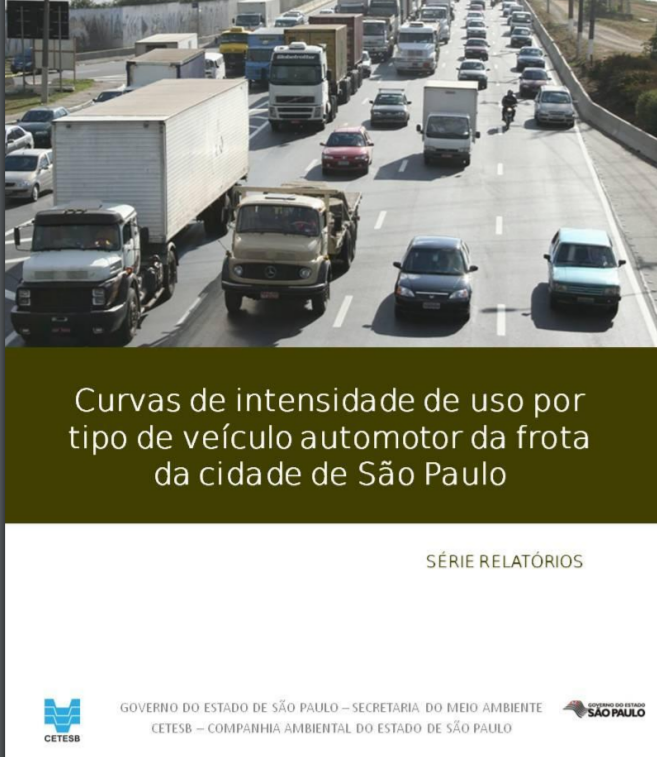 Curvas de intensidade de uso por
tipo de veículo automotor da frota
da cidade de São Paulo
SÉRIE RELATÓRIOS
GOVERNO DO ESTADO DE SÃO PAULO – SECRETARIA DO MEIO AMBIENTE
CETESB – COMPANHIA AMBIENTAL DO ESTADO DE SÃO PAULO
CETESB
GOVERNO DO ESTADO
SÃO PAULO